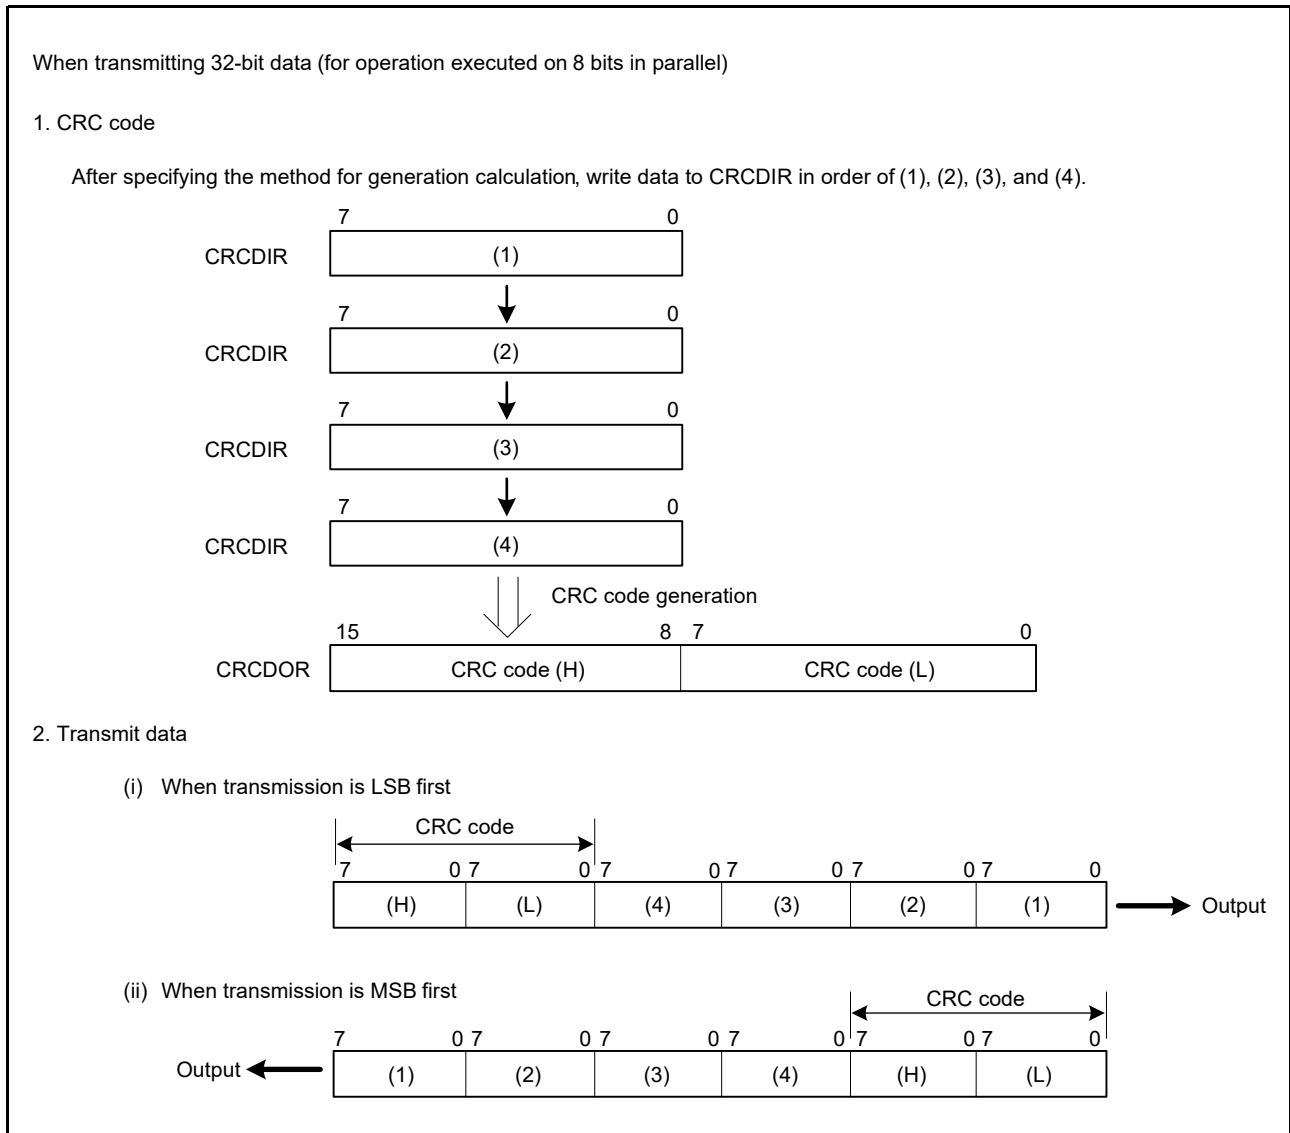 When transmitting 32-bit data (for operation executed on 8 bits in parallel)
1. CRC code
After specifying the method for generation calculation, write data to CRCDIR in order of (1), (2), (3), and (4).
7 0
CRCDIR (1)
7 0
CRCDIR (2)
7 0
CRCDIR (3)
7 0
CRCDIR (4)
CRC code generation
15 8 7 0
CRCDOR CRC code (H) CRC code (L)
2. Transmit data
(i) When transmission is LSB first
CRC code
7 0 7 0 7 0 7 0 7 0 7 0
(H) (L) (4) (3) (2) (1) Output
(ii) When transmission is MSB first
CRC code
7 0 7 0 7 0 7 0 7 0 7 0
Output (1) (2) (3) (4) (H) (L)